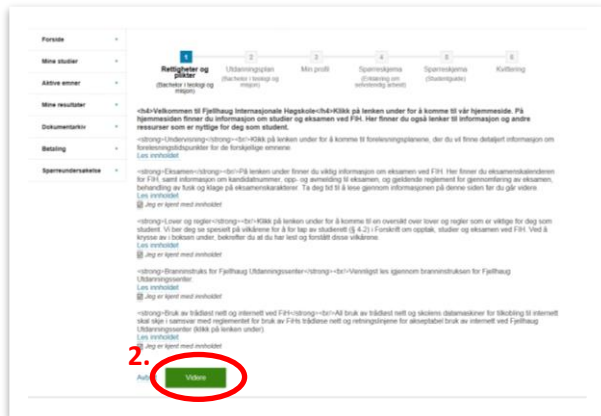 Forside
Mine studier
Aktive emner
Mine resultater
Dokumentarkiv
Betaling
Spørreundersøkelse
1
Rettigheter og
plikter
(Bachelor i teologi og
misjon)
2
Utdanningsplan
(Bachelor i teologi og
misjon)
3
Min profil
4
Spørreskjema
(Erklæring om
selvstendig arbeid)
5
Spørreskjema
(Studentguide)
6
Kvittering
<h4>Velkommen til Fjellhaug Internasjonale Høgskole</h4>Klikk på lenken under for å komme til vår hjemmeside. På
hjemmesiden finner du informasjon om studier og eksamen ved FIH. Her finner du også lenker til informasjon og andre
ressurser som er nyttige for deg som student.
<strong>Undervisning</strong><br/>Klikk på lenken under for å komme til forelesningsplanene, der du vil finne detaljert informasjon om
forelesningstidspunkter for de forskjellige emnene.
Les innholdet
<strong>Eksamen</strong><br/>På lenken under finner du viktig informasjon om eksamen ved FIH. Her finner du eksamenskalenderen
for FIH, samt informasjon om kandidatnummer, opp- og avmelding til eksamen, og gjeldende reglement for gjennomføring av eksamen,
behandling av fusk og klage på eksamenskarakterer. Ta deg tid til å lese gjennom informasjonen på denne siden før du går videre.
Les innholdet
Jeg er kjent med innholdet
<strong>Lover og regler</strong><br/>Klikk på lenken under for å komme til en oversikt over lover og regler som er viktige for deg som
student. Vi ber deg se spesielt på vilkårene for å for tap av studierett (§ 4.2) i Forskrift om opptak, studier og eksamen ved FIH. Ved å
krysse av i boksen under, bekrefter du at du har lest og forstått disse vilkårene.
Les innholdet
Jeg er kjent med innholdet
<strong>Branninstruks for Fjellhaug Utdanningssenter</strong><br/>Vennligst les igjennom branninstruksen for Fjellhaug
Utdanningssenter.
Les innholdet
Jeg er kjent med innholdet
<strong>Bruk av trådløst nett og internett ved FIH</strong><br/>All bruk av trådløst nett og skolens datamaskiner for tilkobling til internett
skal skje i samsvar med reglementet for bruk av FIHs trådløse nett og retningslinjene for akseptabel bruk av internett ved Fjellhaug
Utdanningssenter (klikk på lenken under)
Les innholdet
Jeg er kjent med innholdet
2.
Videre